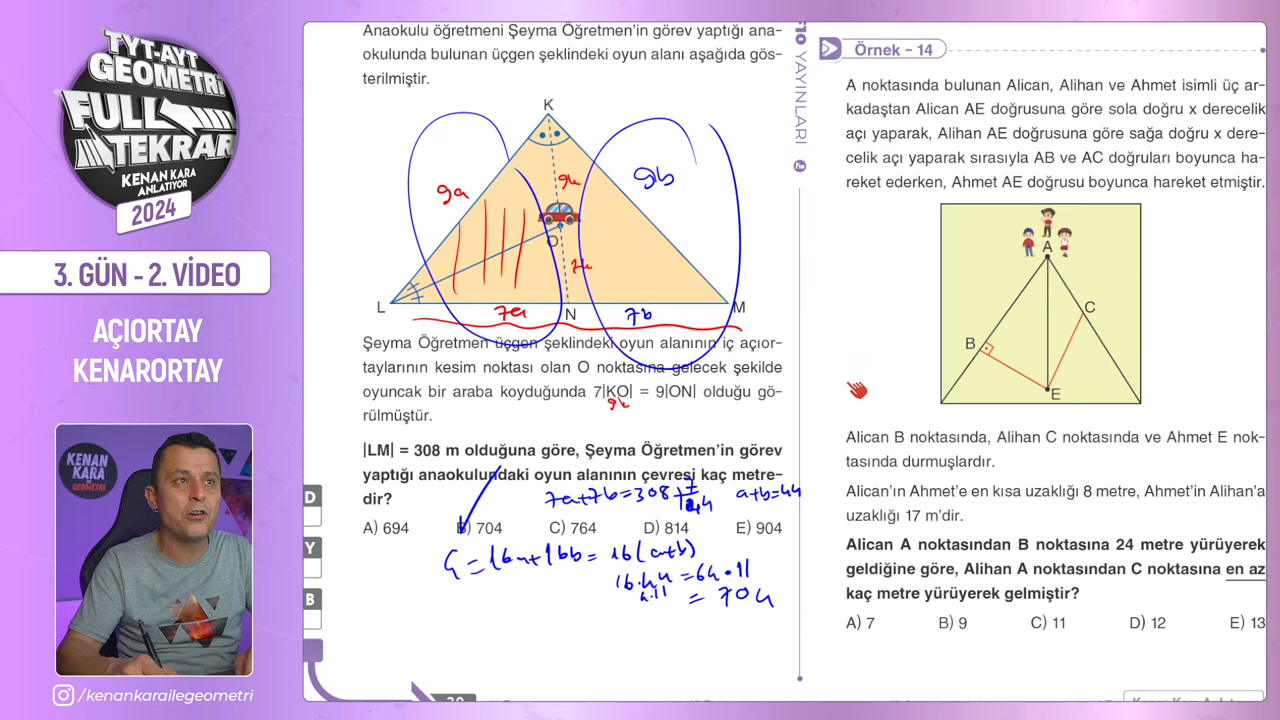 TYT-AYT
GEOMETRİ
FULL
TEKRAR
KENAN KARA
ANLATIYOR
2024
3. GÜN - 2. VİDEO
AÇIORTAY
KENARORTAY
KENAN
KARA
GEOMETRİ
/kenankarailegeometri
Anaokulu öğretmeni Şeyma Öğretmen'in görev yaptığı ana-
okulunda bulunan üçgen şeklindeki oyun alanı aşağıda gös-
terilmiştir.
K
9a
9k
9b
O
7k
L
7a
N
7b
M
Şeyma Öğretmen üçgen şeklindeki oyun alanının iç açıor-
taylarının kesim noktası olan O noktasına gelecek şekilde
oyuncak bir araba koyduğunda 7|KO| = 9|ON| olduğu gö-
9k
rülmüştür.
|LM| = 308 m olduğuna göre, Şeyma Öğretmen'in görev
yaptığı anaokulundaki oyun alanının çevresi kaç metre-
dir?
7a+7b=308
44
a+b=44
A) 694
B) 704
C) 764
D) 814
E) 904
Ç=16a+16b=16(a+b)
16.44=64.11
4.11
= 704
D
Y
B
YAYINLARI
Örnek – 14
A noktasında bulunan Alican, Alihan ve Ahmet isimli üç ar-
kadaştan Alican AE doğrusuna göre sola doğru x derecelik
açı yaparak, Alihan AE doğrusuna göre sağa doğru x dere-
celik açı yaparak sırasıyla AB ve AC doğruları boyunca ha-
reket ederken, Ahmet AE doğrusu boyunca hareket etmiştir.
A
C
B
E
Alican B noktasında, Alihan C noktasında ve Ahmet E nok-
tasında durmuşlardır.
Alican'ın Ahmet'e en kısa uzaklığı 8 metre, Ahmet'in Alihan'a
uzaklığı 17 m'dir.
Alican A noktasından B noktasına 24 metre yürüyerek
geldiğine göre, Alihan A noktasından C noktasına en az
kaç metre yürüyerek gelmiştir?
A) 7
B) 9
C) 11
D) 12
E) 13